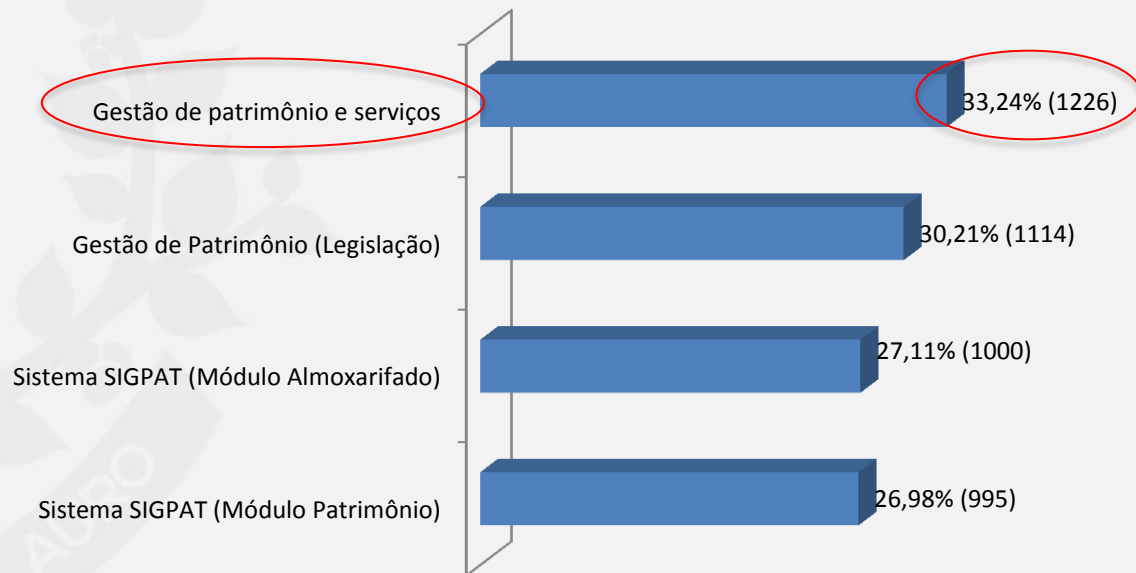 Gestão de patrimônio e serviços 33,24% (1226)
Gestão de Patrimônio (Legislação) 30,21% (1114)
Sistema SIGPAT (Módulo Almoxarifado) 27,11% (1000)
Sistema SIGPAT (Módulo Patrimônio) 26,98% (995)
AURO